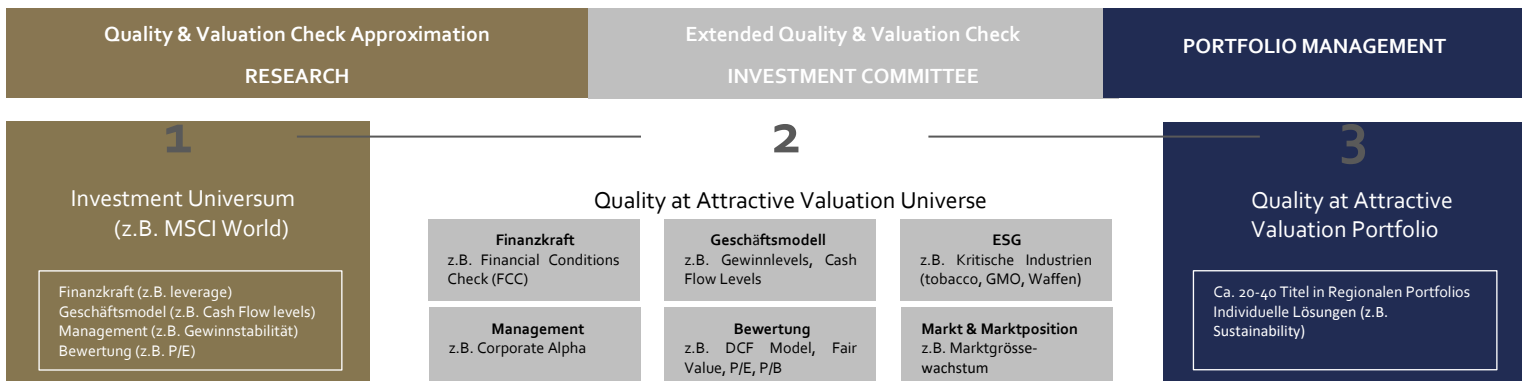 Quality & Valuation Check Approximation
RESEARCH
Extended Quality & Valuation Check
INVESTMENT COMMITTEE
PORTFOLIO MANAGEMENT
1
Investment Universum
(z.B. MSCI World)
Finanzkraft (z.B. leverage)
Geschäftsmodel (z.B. Cash Flow levels)
Management (z.B. Gewinnstabilität)
Bewertung (z.B. P/E)
2
Quality at Attractive Valuation Universe
Finanzkraft
z.B. Financial Conditions
Check (FCC)
Geschäftsmodell
z.B. Gewinnlevels, Cash
Flow Levels
ESG
z.B. Kritische Industrien
(tobacco, GMO, Waffen)
Management
z.B. Corporate Alpha
Bewertung
z.B. DCF Model, Fair
Value, P/E, P/B
Markt & Marktposition
z.B. Marktgrösse-
wachstum
3
Quality at Attractive
Valuation Portfolio
Ca. 20-40 Titel in Regionalen Portfolios
Individuelle Lösungen (z.B.
Sustainability)